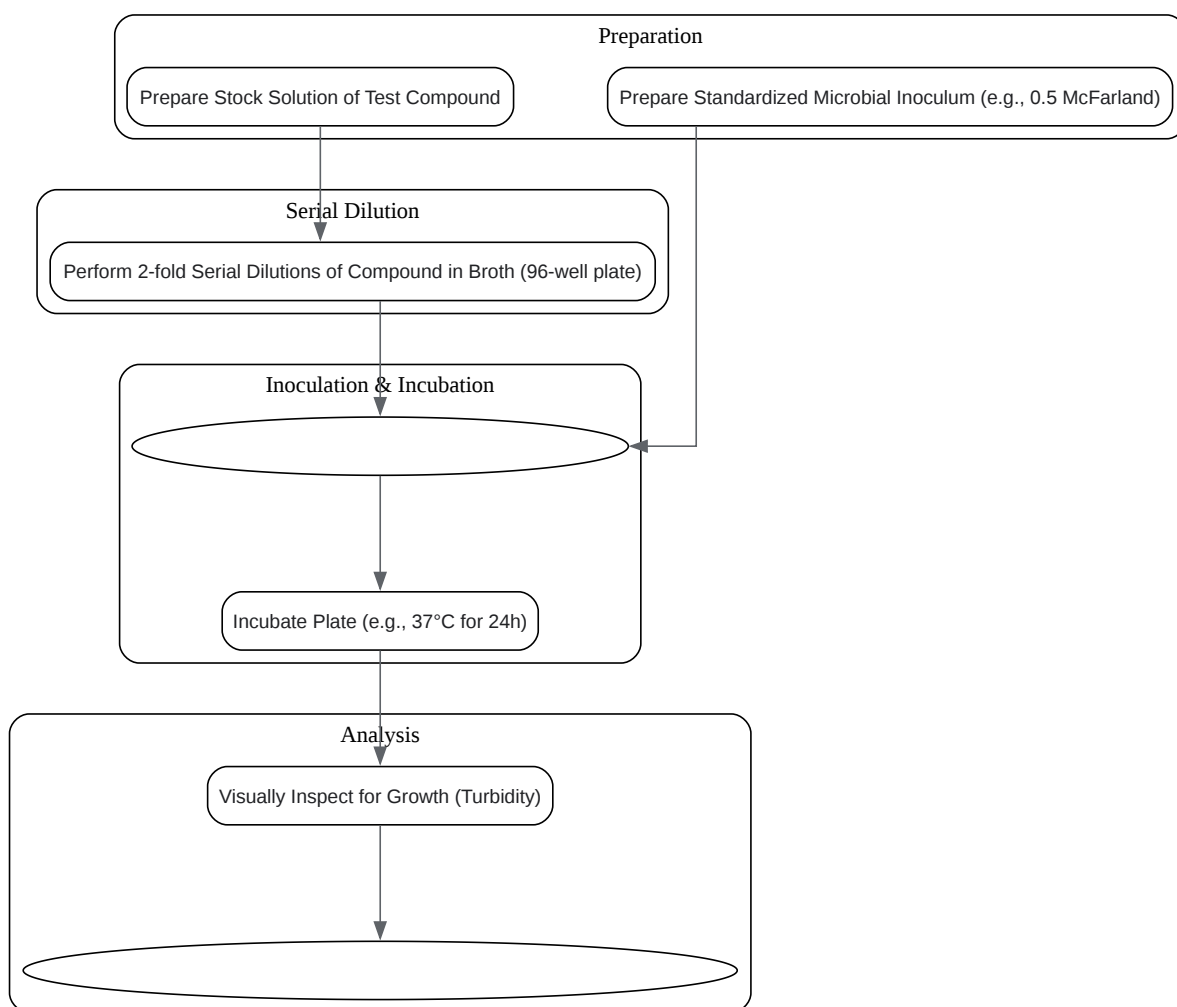 Preparation
Prepare Stock Solution of Test Compound
Prepare Standardized Microbial Inoculum (e.g., 0.5 McFarland)
Serial Dilution
Perform 2-fold Serial Dilutions of Compound in Broth (96-well plate)
Inoculation & Incubation
Incubate Plate (e.g., 37°C for 24h)
Analysis
Visually Inspect for Growth (Turbidity)